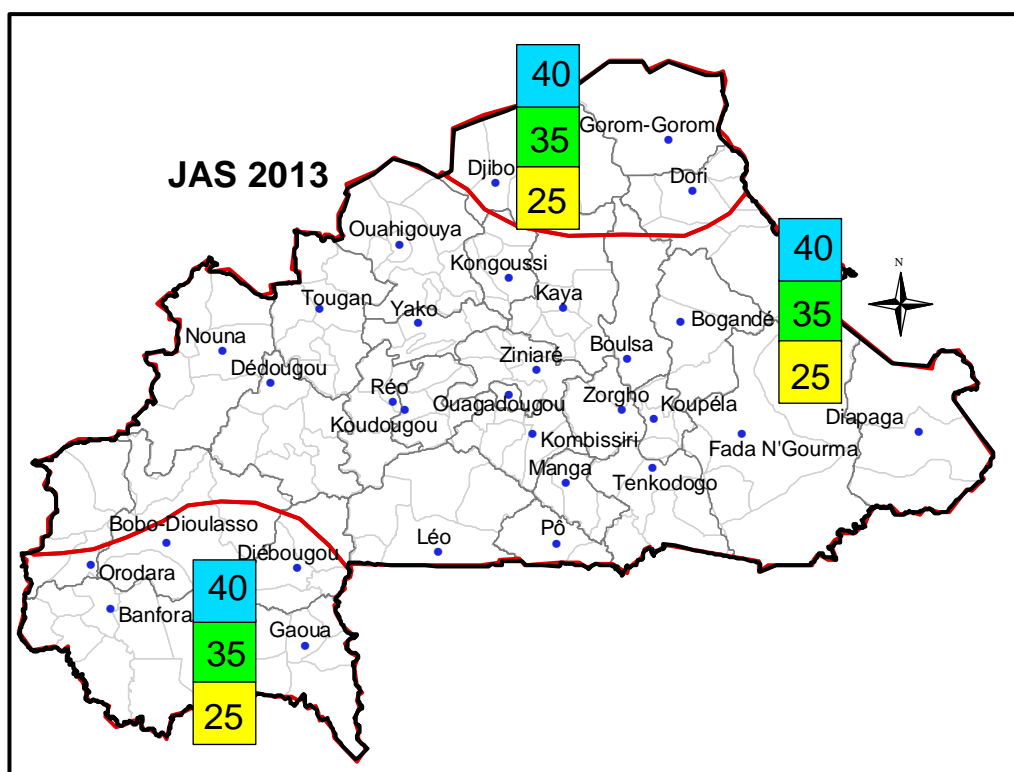 40
Gorom-Gorom
35
JAS 2013
Djibo
Dori
25
Ouahigouya
40
Kongoussi
N
Tougan
Kaya
Yako
Bogandé
35
Nouna
Boulsa
Ziniaré
Dédougou
25
Réo
Ouagadougou
Zorgho
Koupéla
Diapaga
Koudougou
Kombissiri
Fada N'Gourma
Manga
Tenkodogo
Bobo-Dioulasso
Pô
Léo
Diébougou
Orodara
40
Banfora
Gaoua
35
25